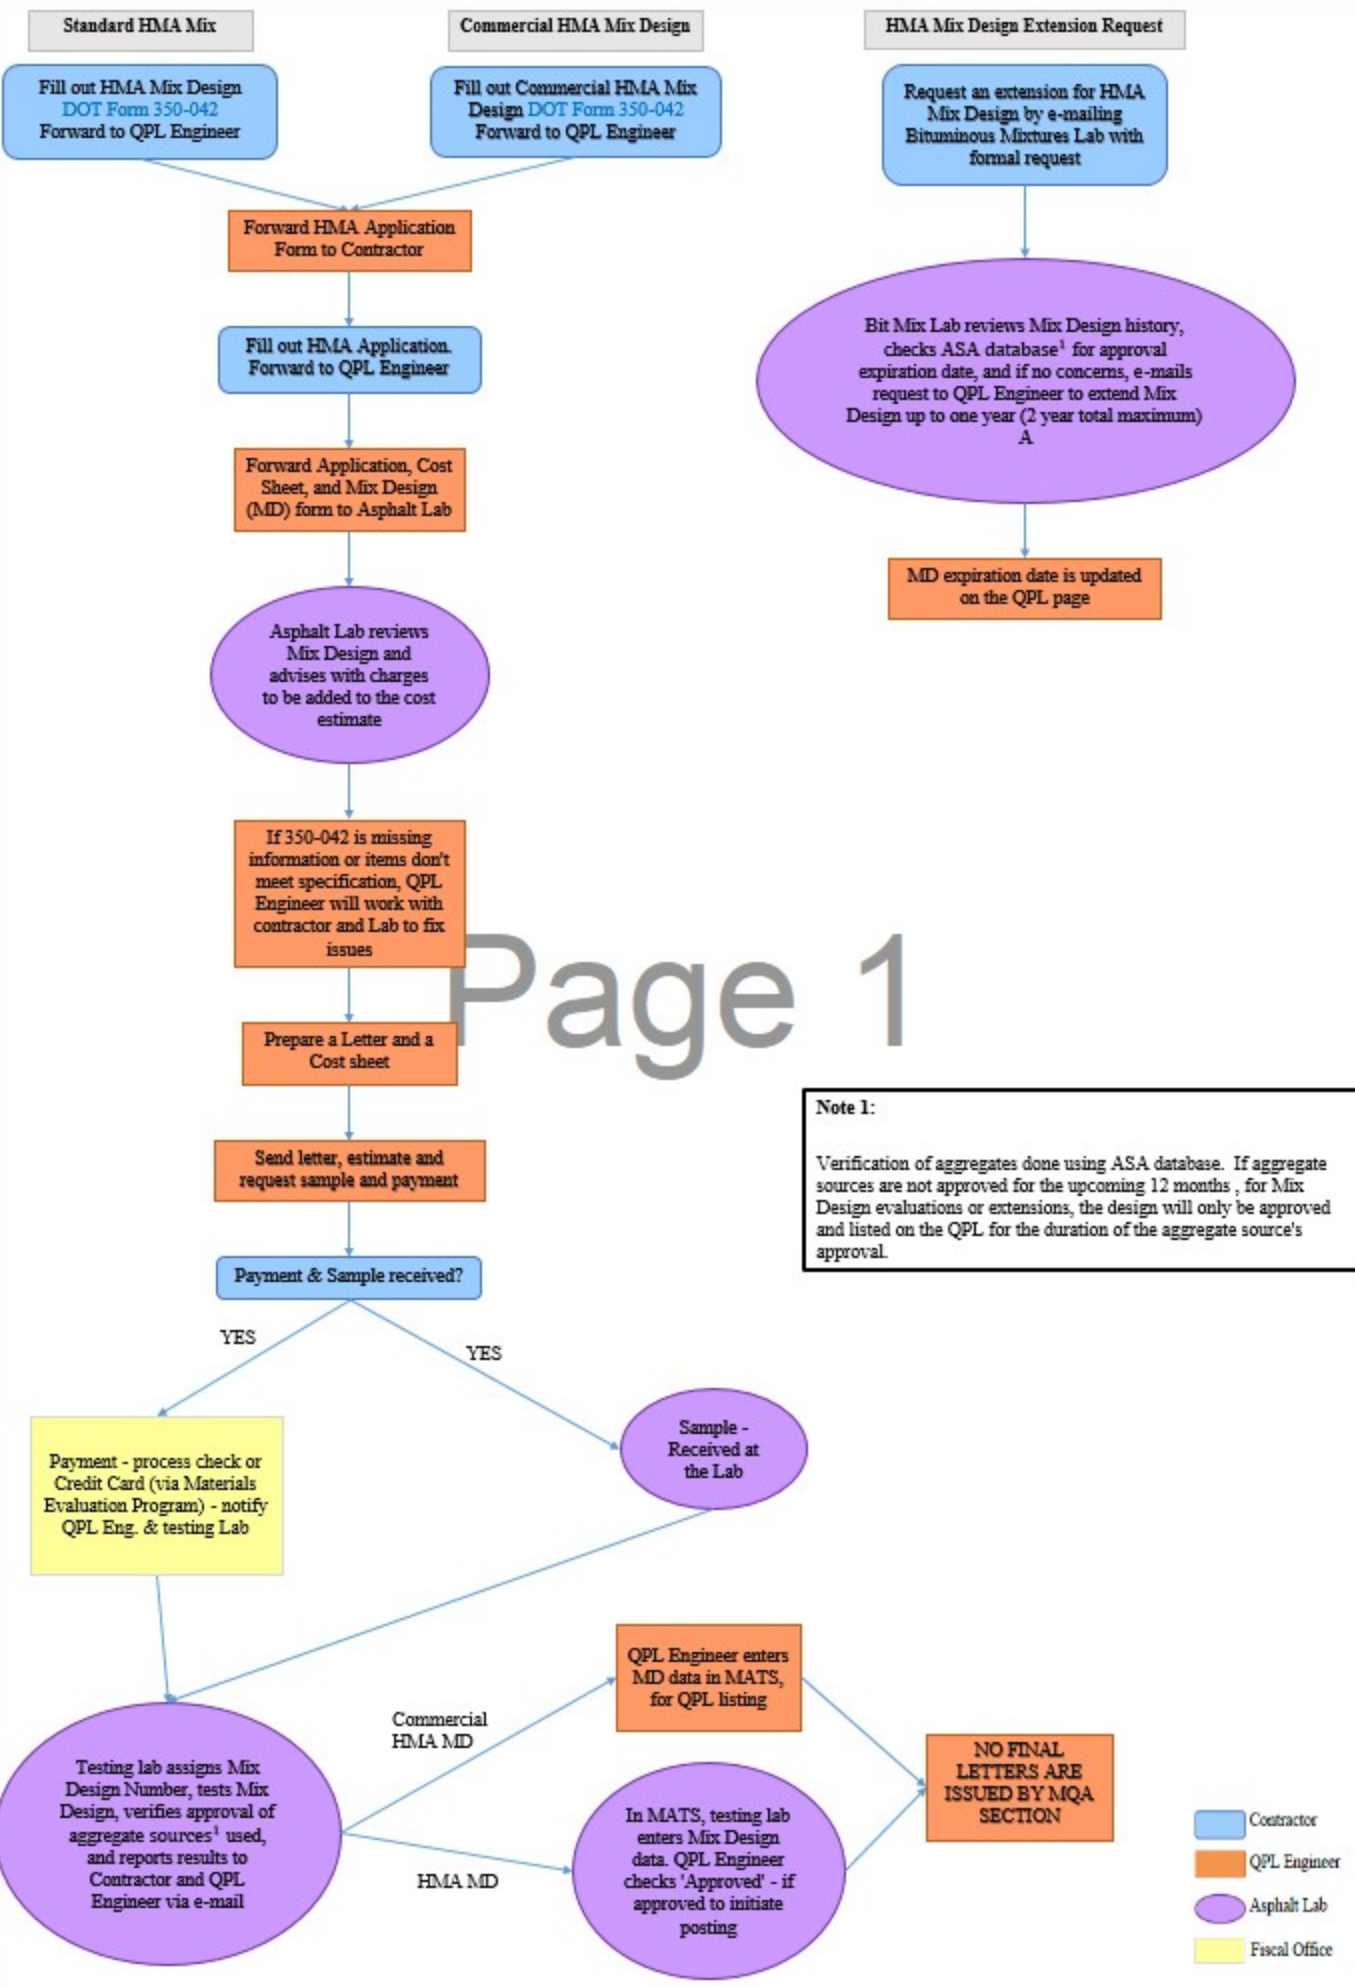 Standard HMA Mix
Commercial HMA Mix Design
HMA Mix Design Extension Request
Fill out HMA Mix Design
DOT Form 350-042
Forward to QPL Engineer
Fill out Commercial HMA Mix
Design DOT Form 350-042
Forward to QPL Engineer
Request an extension for HMA
Mix Design by e-mailing
Bituminous Mixtures Lab with
formal request
Forward HMA Application
Form to Contractor
Fill out HMA Application.
Forward to QPL Engineer
Bit Mix Lab reviews Mix Design history,
checks ASA database¹ for approval
expiration date, and if no concerns, e-mails
request to QPL Engineer to extend Mix
Design up to one year (2 year total maximum)
A
Forward Application, Cost
Sheet, and Mix Design
(MD) form to Asphalt Lab
MD expiration date is updated
on the QPL page
Asphalt Lab reviews
Mix Design and
advises with charges
to be added to the cost
estimate
If 350-042 is missing
information or items don't
meet specification, QPL
Engineer will work with
contractor and Lab to fix
issues
Page 1
Prepare a Letter and a
Cost sheet
Send letter, estimate and
request sample and payment
Note 1:
Verification of aggregates done using ASA database. If aggregate
sources are not approved for the upcoming 12 months , for Mix
Design evaluations or extensions, the design will only be approved
and listed on the QPL for the duration of the aggregate source's
approval.
Payment & Sample received?
YES
YES
Payment - process check or
Credit Card (via Materials
Evaluation Program) - notify
QPL Eng. & testing Lab
Sample -
Received at
the Lab
Testing lab assigns Mix
Design Number, tests Mix
Design, verifies approval of
aggregate sources¹ used,
and reports results to
Contractor and QPL
Engineer via e-mail
Commercial
HMA MD
HMA MD
QPL Engineer enters
MD data in MATS,
for QPL listing
In MATS, testing lab
enters Mix Design
data. QPL Engineer
checks 'Approved' - if
approved to initiate
posting
NO FINAL
LETTERS ARE
ISSUED BY MQA
SECTION
Contractor
QPL Engineer
Asphalt Lab
Fiscal Office